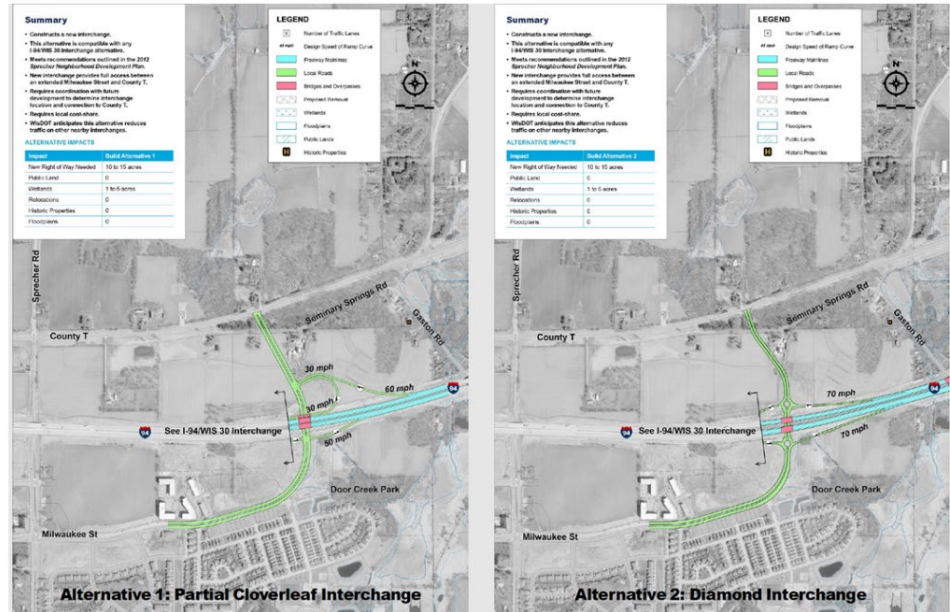 Summary
• Constructs a new interchange.
• This alternative is compatible with any
I-94/WIS 30 Interchange alternative.
• Meets recommendations outlined in the 2012
Sprecher Neighborhood Development Plan.
• New interchange provides full access between
an extended Milwaukee Street and County T.
• Requires coordination with future
development to determine interchange
location and connection to County T.
• Requires local cost-share.
• WisDOT anticipates this alternative reduces
traffic on other nearby interchanges.
ALTERNATIVE IMPACTS
Impact Build Alternative 1
New Right of Way Needed 10 to 15 acres
Public Land 0
Wetlands 1 to 5 acres
Relocations 0
Historic Properties 0
Floodplains 0
LEGEND
Number of Traffic Lanes
Design Speed of Ramp Curve
Freeway Mainlines
Local Roads
Bridges and Overpasses
Proposed Removal
Wetlands
Floodplains
Public Lands
H Historic Properties
N
Sprecher Rd
County T
Seminary Springs Rd
Gaston Rd
30 mph
60 mph
30 mph
50 mph
94
94
See I-94/WIS 30 Interchange
Door Creek Park
Milwaukee St
Alternative 1: Partial Cloverleaf Interchange
Summary
• Constructs a new interchange.
• This alternative is compatible with any
I-94/WIS 30 Interchange alternative.
• Meets recommendations outlined in the 2012
Sprecher Neighborhood Development Plan.
• New interchange provides full access between
an extended Milwaukee Street and County T.
• Requires coordination with future
development to determine interchange
location and connection to County T.
• Requires local cost-share.
• WisDOT anticipates this alternative reduces
traffic on other nearby interchanges.
ALTERNATIVE IMPACTS
Impact Build Alternative 2
New Right of Way Needed 10 to 15 acres
Public Land 0
Wetlands 1 to 5 acres
Relocations 0
Historic Properties 0
Floodplains 0
LEGEND
Number of Traffic Lanes
Design Speed of Ramp Curve
Freeway Mainlines
Local Roads
Bridges and Overpasses
Proposed Removal
Wetlands
Floodplains
Public Lands
H Historic Properties
N
Sprecher Rd
County T
Seminary Springs Rd
Gaston Rd
70 mph
70 mph
94
94
See I-94/WIS 30 Interchange
Door Creek Park
Milwaukee St
Alternative 2: Diamond Interchange